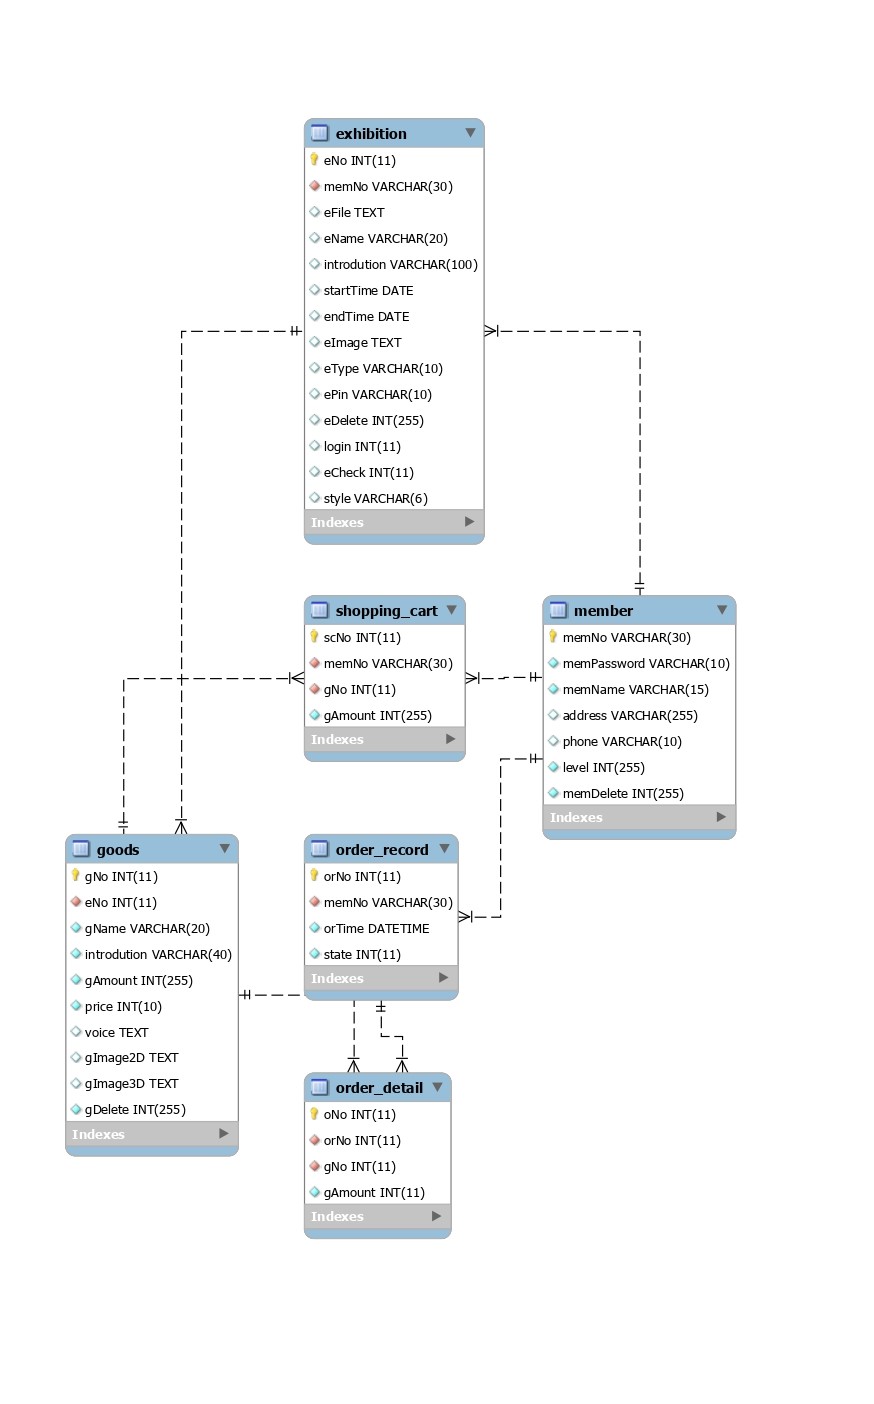 exhibition
eNo INT(11)
memNo VARCHAR(30)
eFile TEXT
eName VARCHAR(20)
introdution VARCHAR(100)
startTime DATE
endTime DATE
eImage TEXT
eType VARCHAR(10)
ePin VARCHAR(10)
eDelete INT(255)
login INT(11)
eCheck INT(11)
style VARCHAR(6)
Indexes
shopping_cart
scNo INT(11)
memNo VARCHAR(30)
gNo INT(11)
gAmount INT(255)
Indexes
member
memNo VARCHAR(30)
memPassword VARCHAR(10)
memName VARCHAR(15)
address VARCHAR(255)
phone VARCHAR(10)
level INT(255)
memDelete INT(255)
Indexes
goods
gNo INT(11)
eNo INT(11)
gName VARCHAR(20)
introdution VARCHAR(40)
gAmount INT(255)
price INT(10)
voice TEXT
gImage2D TEXT
gImage3D TEXT
gDelete INT(255)
Indexes
order_record
orNo INT(11)
memNo VARCHAR(30)
orTime DATETIME
state INT(11)
Indexes
order_detail
oNo INT(11)
orNo INT(11)
gNo INT(11)
gAmount INT(11)
Indexes